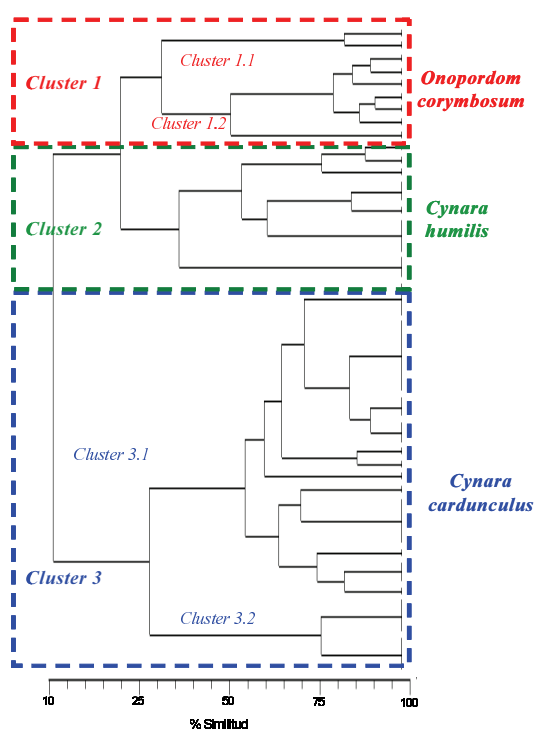 Cluster 1.1
Cluster 1
Onopordom
corymbosum
Cluster 1.2
Cynara
humilis
Cluster 2
Cluster 3.1
Cynara
cardunculus
Cluster 3
Cluster 3.2
10 25 50 75 100
% Similitud